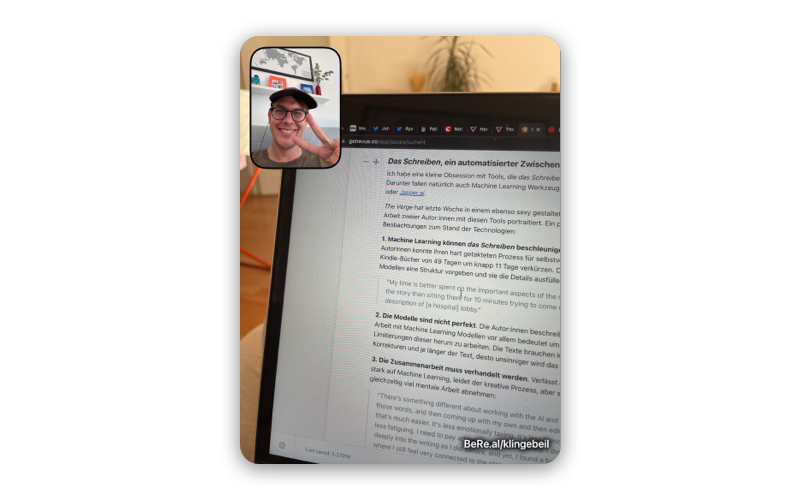 getrevue.co/app/issues/current
Das Schreiben, ein automatisierter Zwischen
Ich habe eine kleine Obsession mit Tools, die das Schreibe
Darunter fallen natürlich auch Machine Learning Werkzeug
oder Jasper.ai.
The Verge hat letzte Woche in einem ebenso sexy gestaltet
Arbeit zweier Autor:innen mit diesen Tools portraitiert. Ein p
Beobachtungen zum Stand der Technologien:
1. Machine Learning können das Schreiben beschleunige
Autorinnen konnte ihren hart getakteten Prozess für selbstv
Kindle-Bücher von 49 Tagen um knapp 11 Tage verkürzen. D
Modellen eine Struktur vorgeben und sie die Details ausfülle
"My time is better spent on the important aspects of the
the story than sitting there for 10 minutes trying to come
description of [a hospital] lobby."
2. Die Modelle sind nicht perfekt. Die Autor:innen beschrei
Arbeit mit Machine Learning Modellen vor allem bedeutet um
Limitierungen dieser herum zu arbeiten. Die Texte brauchen
Korrekturen und je länger der Text, desto unsinniger wird das
3. Die Zusammenarbeit muss verhandelt werden. Verlässt
stark auf Machine Learning, leidet der kreative Prozess, aber
gleichzeitig viel mentale Arbeit abnehmen:
"There's something different about working with the AI and
those words, and then coming up with my own and then edi
that's much easier. It's less emotionally taxing. It's
less fatiguing. I need to pay
deeply into the writing as I did before. and yet, I found a
where I still feel very connected to the
Last saved: 5:37PM
BeRe.al/klingebeil